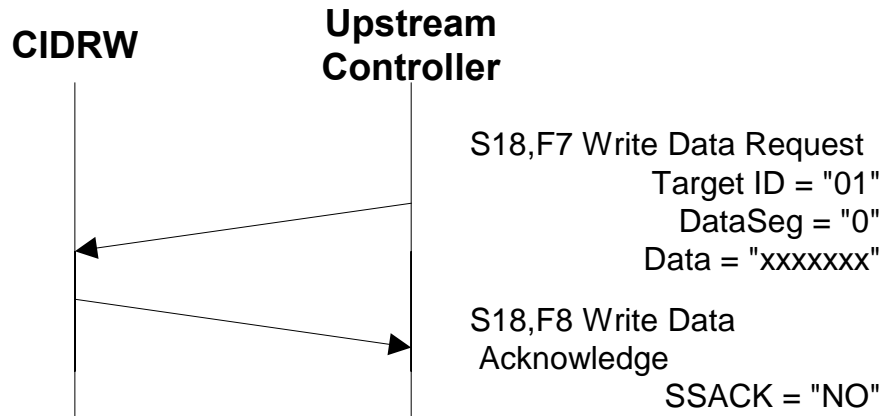 CIDRW
Upstream
Controller
S18,F7 Write Data Request
Target ID = "01"
DataSeg = "0"
Data = "xxxxxxx"
S18,F8 Write Data
Acknowledge
SSACK = "NO"